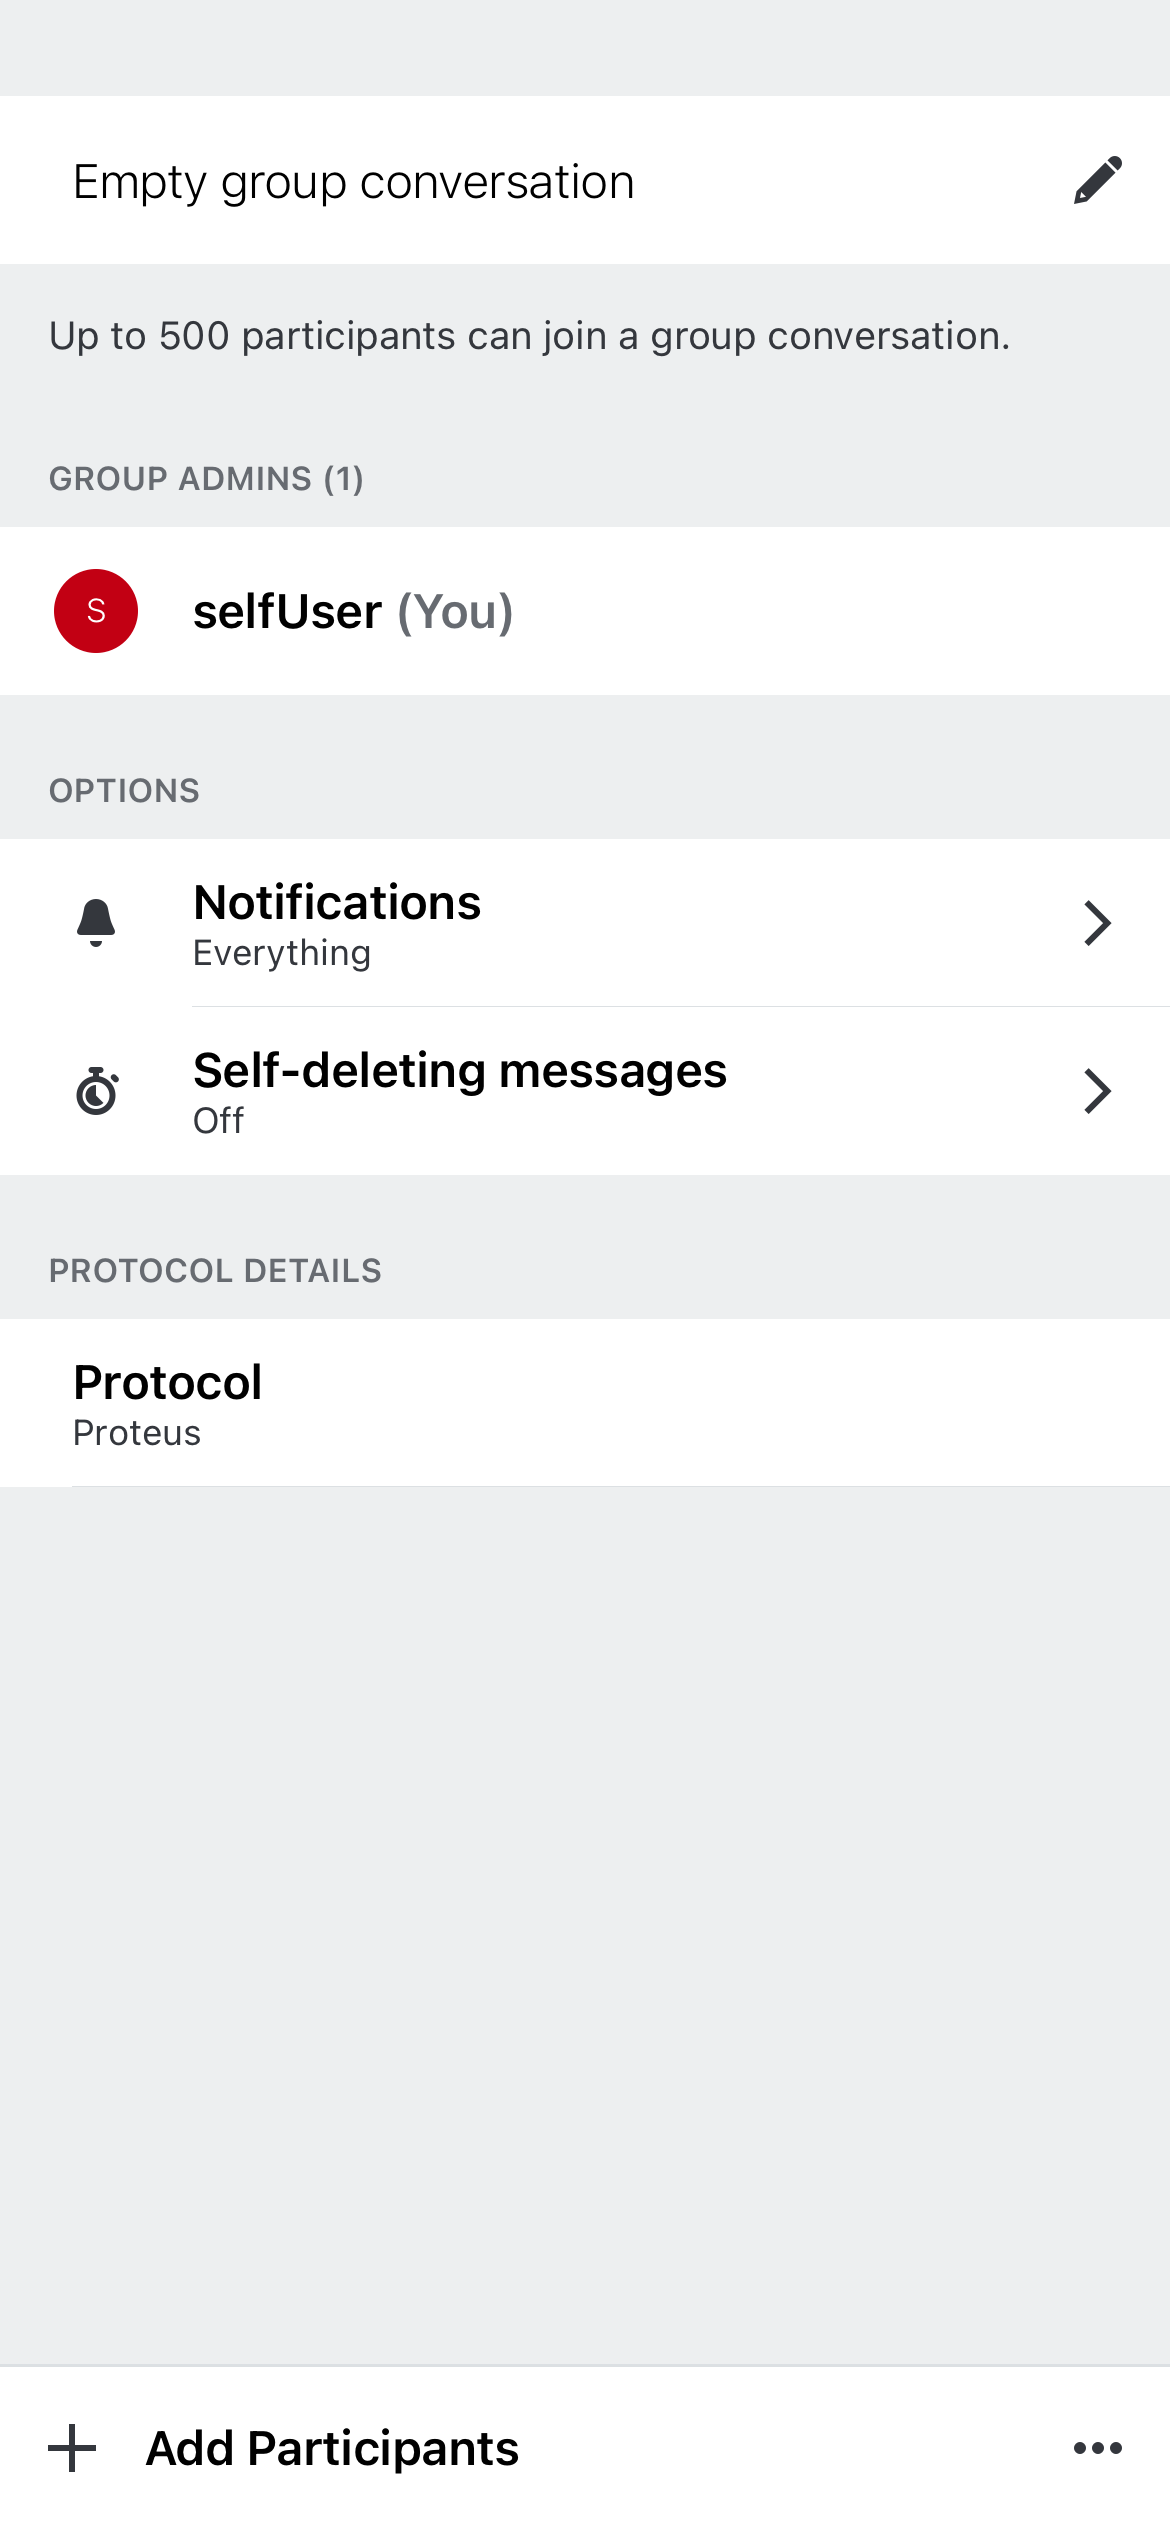 Empty group conversation
Up to 500 participants can join a group conversation.
GROUP ADMINS (1)
S
selfUser (You)
OPTIONS
Notifications
Everything
Self-deleting messages
Off
PROTOCOL DETAILS
Protocol
Proteus
Add Participants